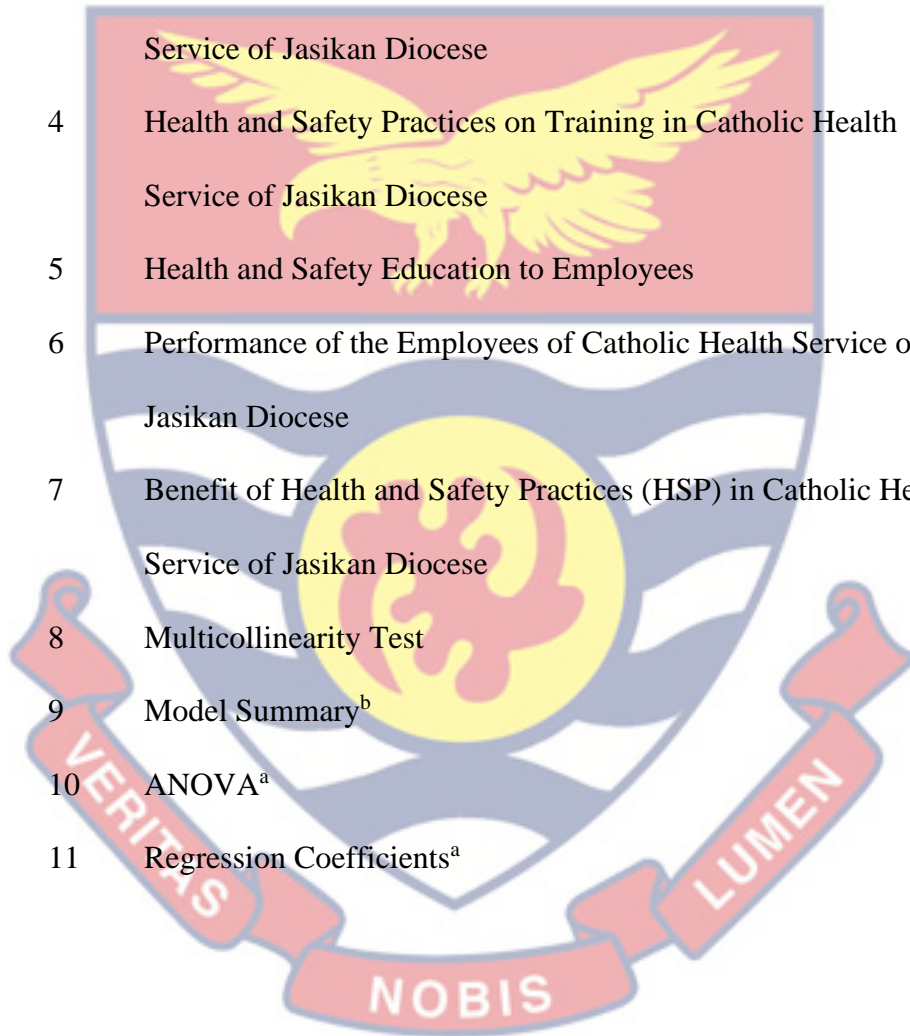 Service of Jasikan Diocese
4 Health and Safety Practices on Training in Catholic Health
Service of Jasikan Diocese
5 Health and Safety Education to Employees
6 Performance of the Employees of Catholic Health Service o
Jasikan Diocese
7 Benefit of Health and Safety Practices (HSP) in Catholic He
Service of Jasikan Diocese
8 Multicollinearity Test
9 Model Summaryᵇ
10 ANOVAᵃ
11 Regression Coefficientsᵃ
VERITAS
NOBIS
LUMEN